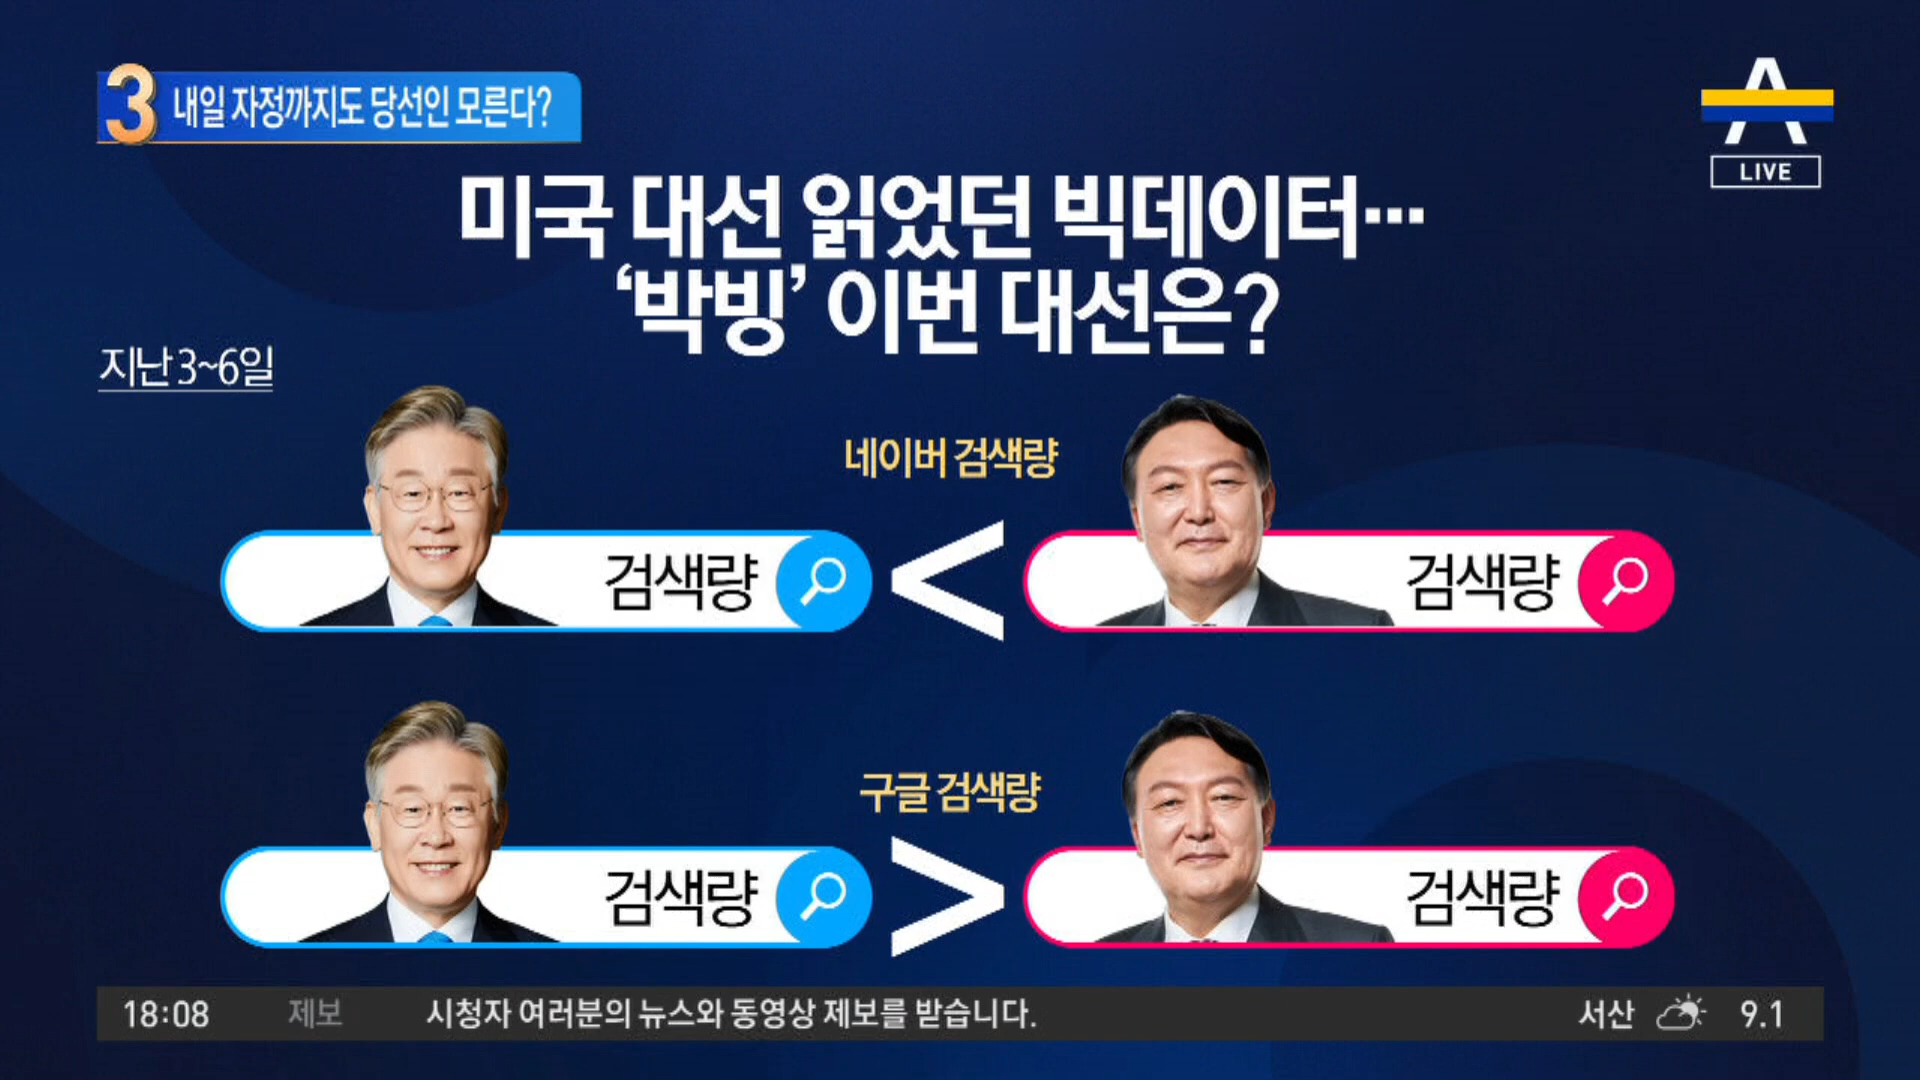 3 내일 자정까지도 당선인 모른다?
LIVE
미국 대선 읽었던 빅데이터…
‘박빙’ 이번 대선은?
지난 3~6일
네이버 검색량
검색량 < 검색량
구글 검색량
검색량 > 검색량
18:08 제보 시청자 여러분의 뉴스와 동영상 제보를 받습니다. 서산 9.1